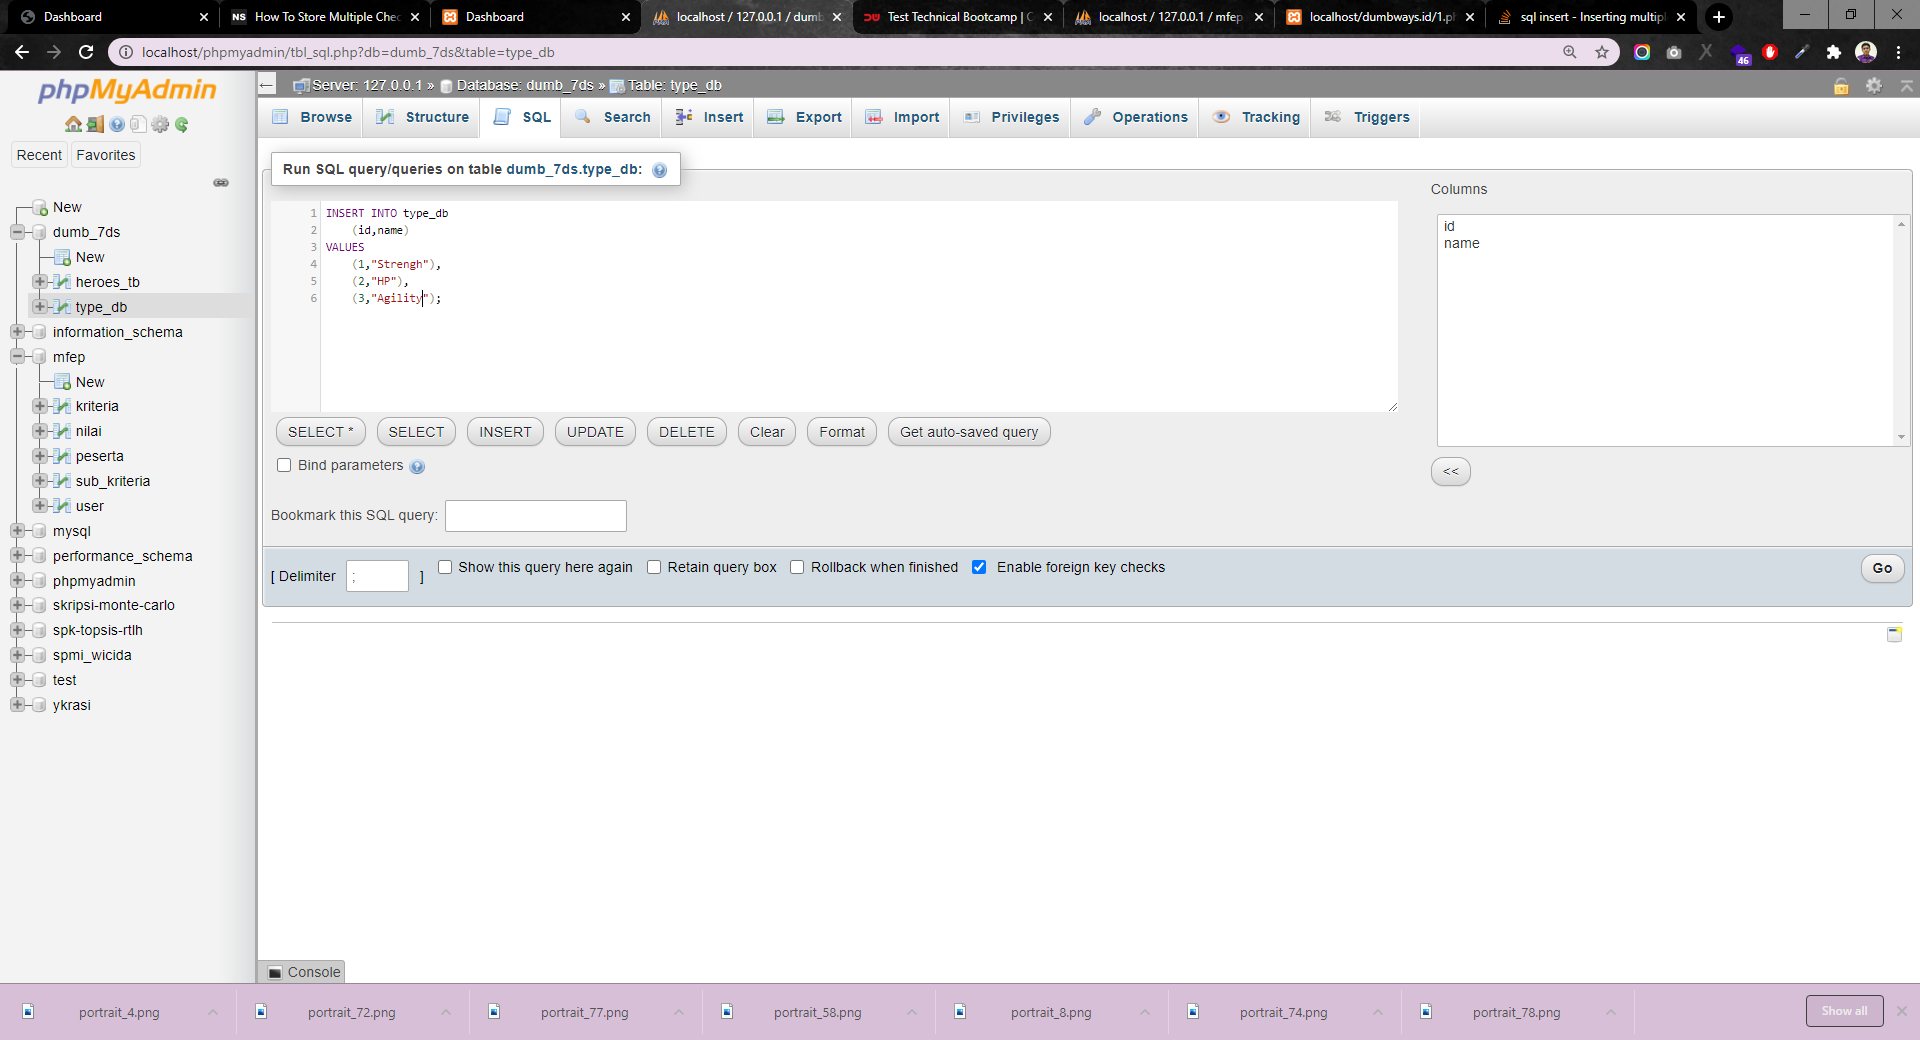 Dashboard
NS How To Store Multiple Chec
Dashboard
localhost / 127.0.0.1 / dumb
Test Technical Bootcamp | C
localhost / 127.0.0.1 / mfep
localhost/dumbways.id/1.p
sql insert - Inserting multip
localhost/phpmyadmin/tbl_sql.php?db=dumb_7ds&table=type_db
46
phpMyAdmin
Recent
Favorites
New
dumb_7ds
New
heroes_tb
type_db
information_schema
mfep
New
kriteria
nilai
peserta
sub_kriteria
user
mysql
performance_schema
phpmyadmin
skripsi-monte-carlo
spk-topsis-rtlh
spmi_wicida
test
ykrasi
Server: 127.0.0.1 » Database: dumb_7ds » Table: type_db
Browse
Structure
SQL
Search
Insert
Export
Import
Privileges
Operations
Tracking
Triggers
Run SQL query/queries on table dumb_7ds.type_db:
1 INSERT INTO type_db
2 (id,name)
3 VALUES
4 (1,"Strengh"),
5 (2,"HP"),
6 (3,"Agility");
Columns
id
name
<<
SELECT *
SELECT
INSERT
UPDATE
DELETE
Clear
Format
Get auto-saved query
Bind parameters
Bookmark this SQL query:
[ Delimiter ; ]
Show this query here again
Retain query box
Rollback when finished
Enable foreign key checks
Go
Console
portrait_4.png
portrait_72.png
portrait_77.png
portrait_58.png
portrait_8.png
portrait_74.png
portrait_78.png
Show all